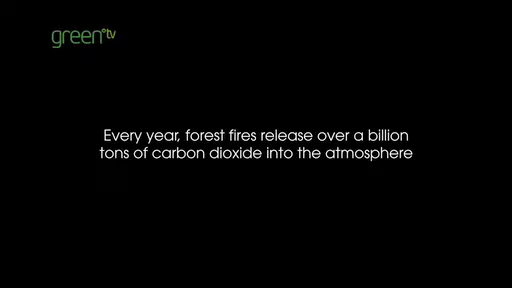 green tv
Every year, forest fires release over a billion
tons of carbon dioxide into the atmosphere